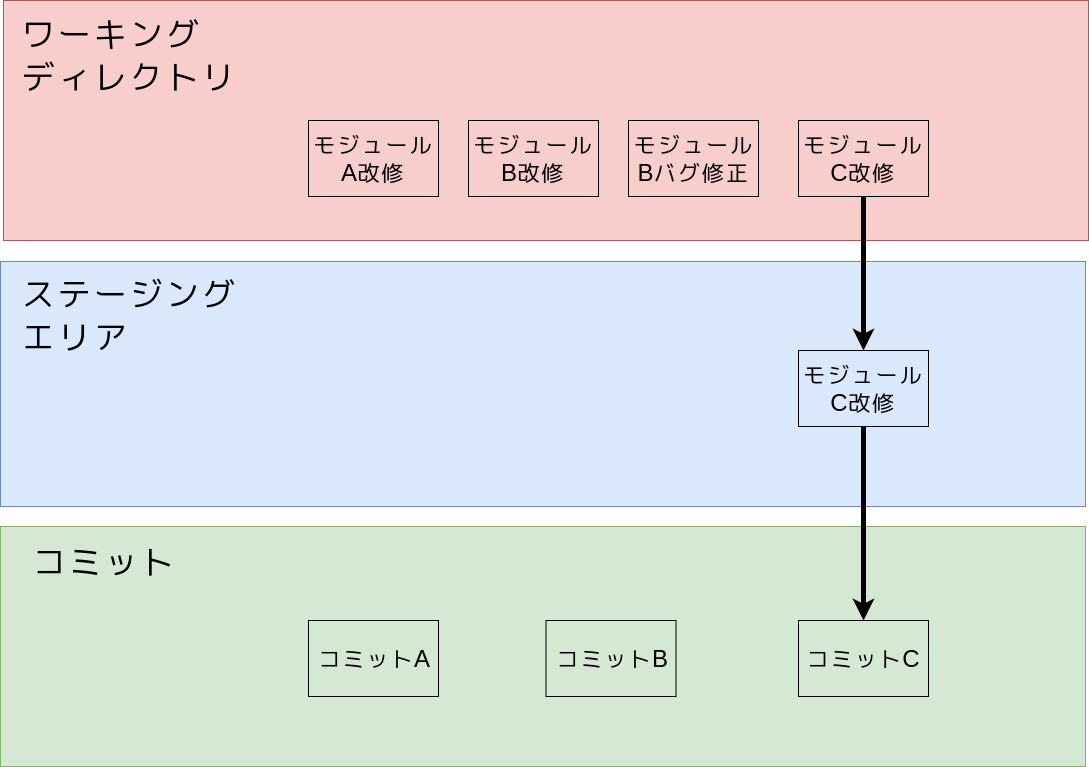 ワーキング
ディレクトリ
モジュール
A改修
モジュール
B改修
モジュール
Bバグ修正
モジュール
C改修
ステージング
エリア
モジュール
C改修
コミット
コミットA
コミットB
コミットC